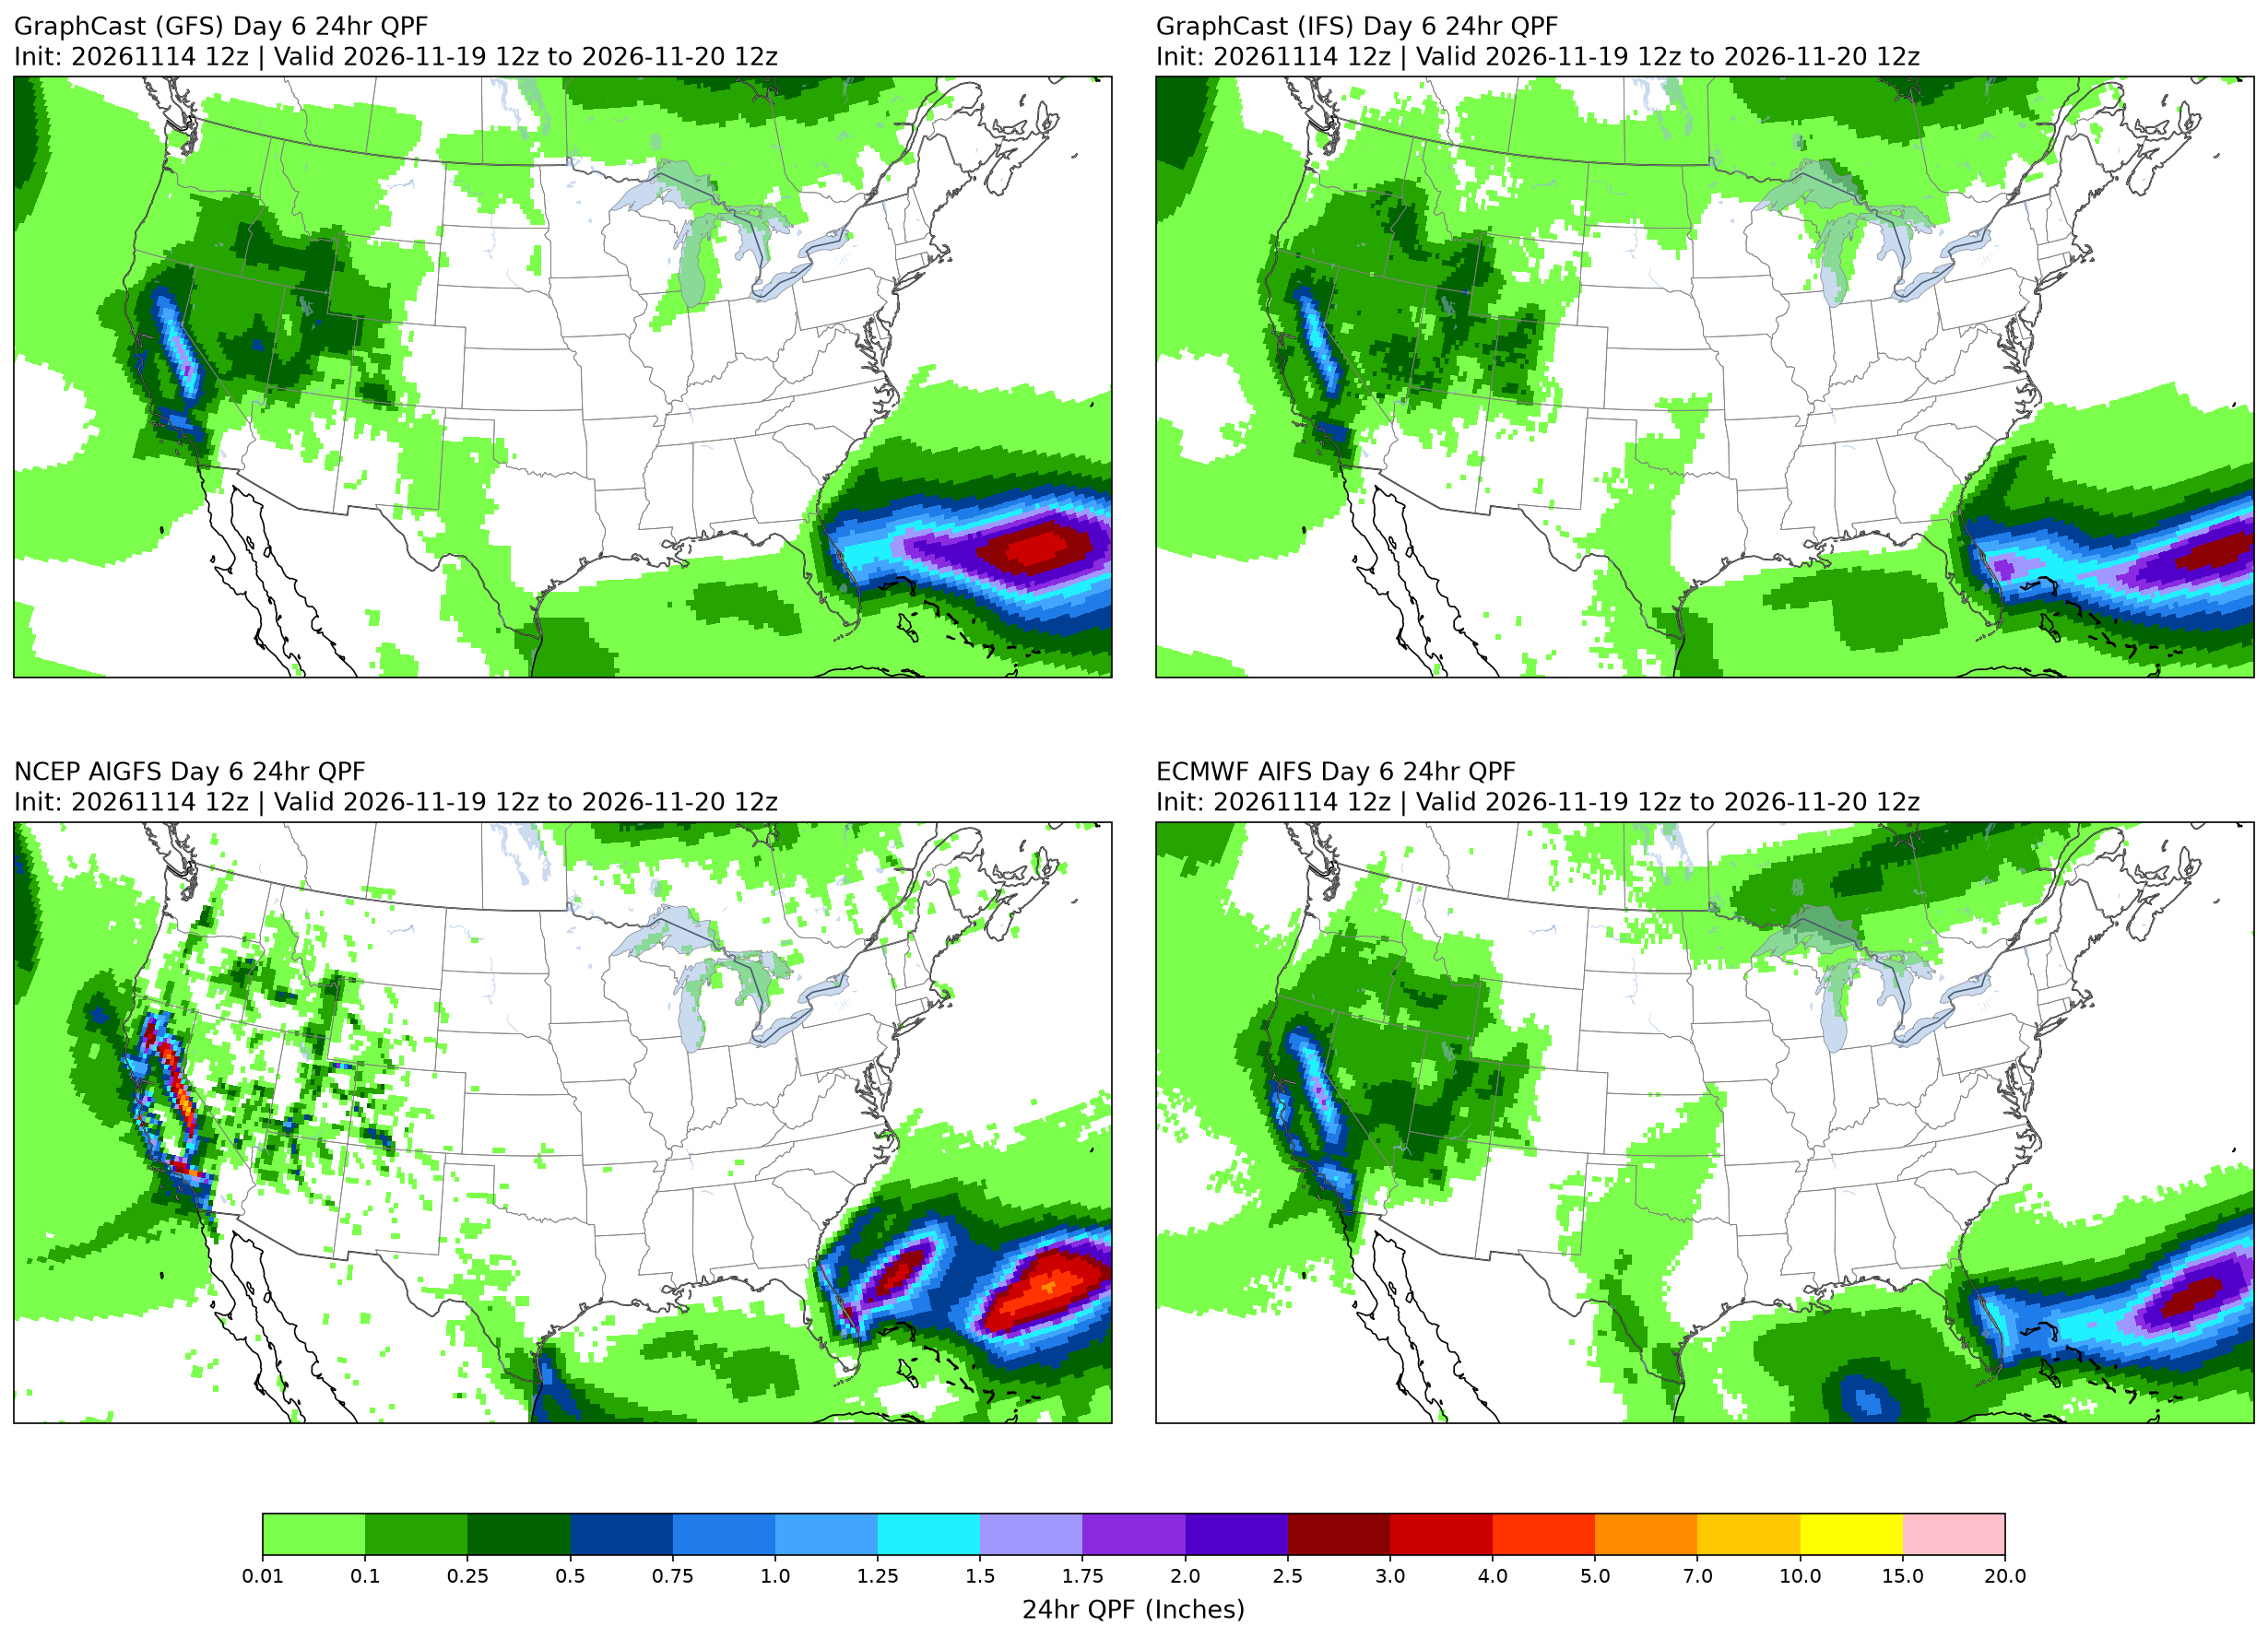 GraphCast (GFS) Day 6 24hr QPF
Init: 20261114 12z | Valid 2026-11-19 12z to 2026-11-20 12z
GraphCast (IFS) Day 6 24hr QPF
Init: 20261114 12z | Valid 2026-11-19 12z to 2026-11-20 12z
NCEP AIGFS Day 6 24hr QPF
Init: 20261114 12z | Valid 2026-11-19 12z to 2026-11-20 12z
ECMWF AIFS Day 6 24hr QPF
Init: 20261114 12z | Valid 2026-11-19 12z to 2026-11-20 12z
0.01 0.1 0.25 0.5 0.75 1.0 1.25 1.5 1.75 2.0 2.5 3.0 4.0 5.0 7.0 10.0 15.0 20.0
24hr QPF (Inches)